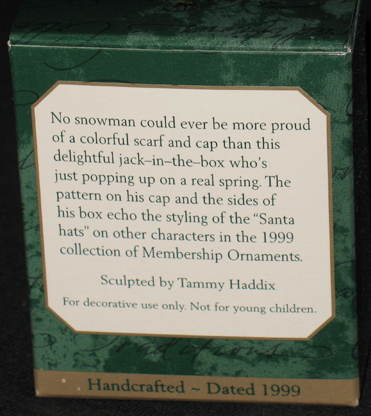 No snowman could ever be more proud
of a colorful scarf and cap than this
delightful jack–in–the–box who's
just popping up on a real spring. The
pattern on his cap and the sides of
his box echo the styling of the "Santa
hats" on other characters in the 1999
collection of Membership Ornaments.
Sculpted by Tammy Haddix
For decorative use only. Not for young children.
Handcrafted ~ Dated 1999